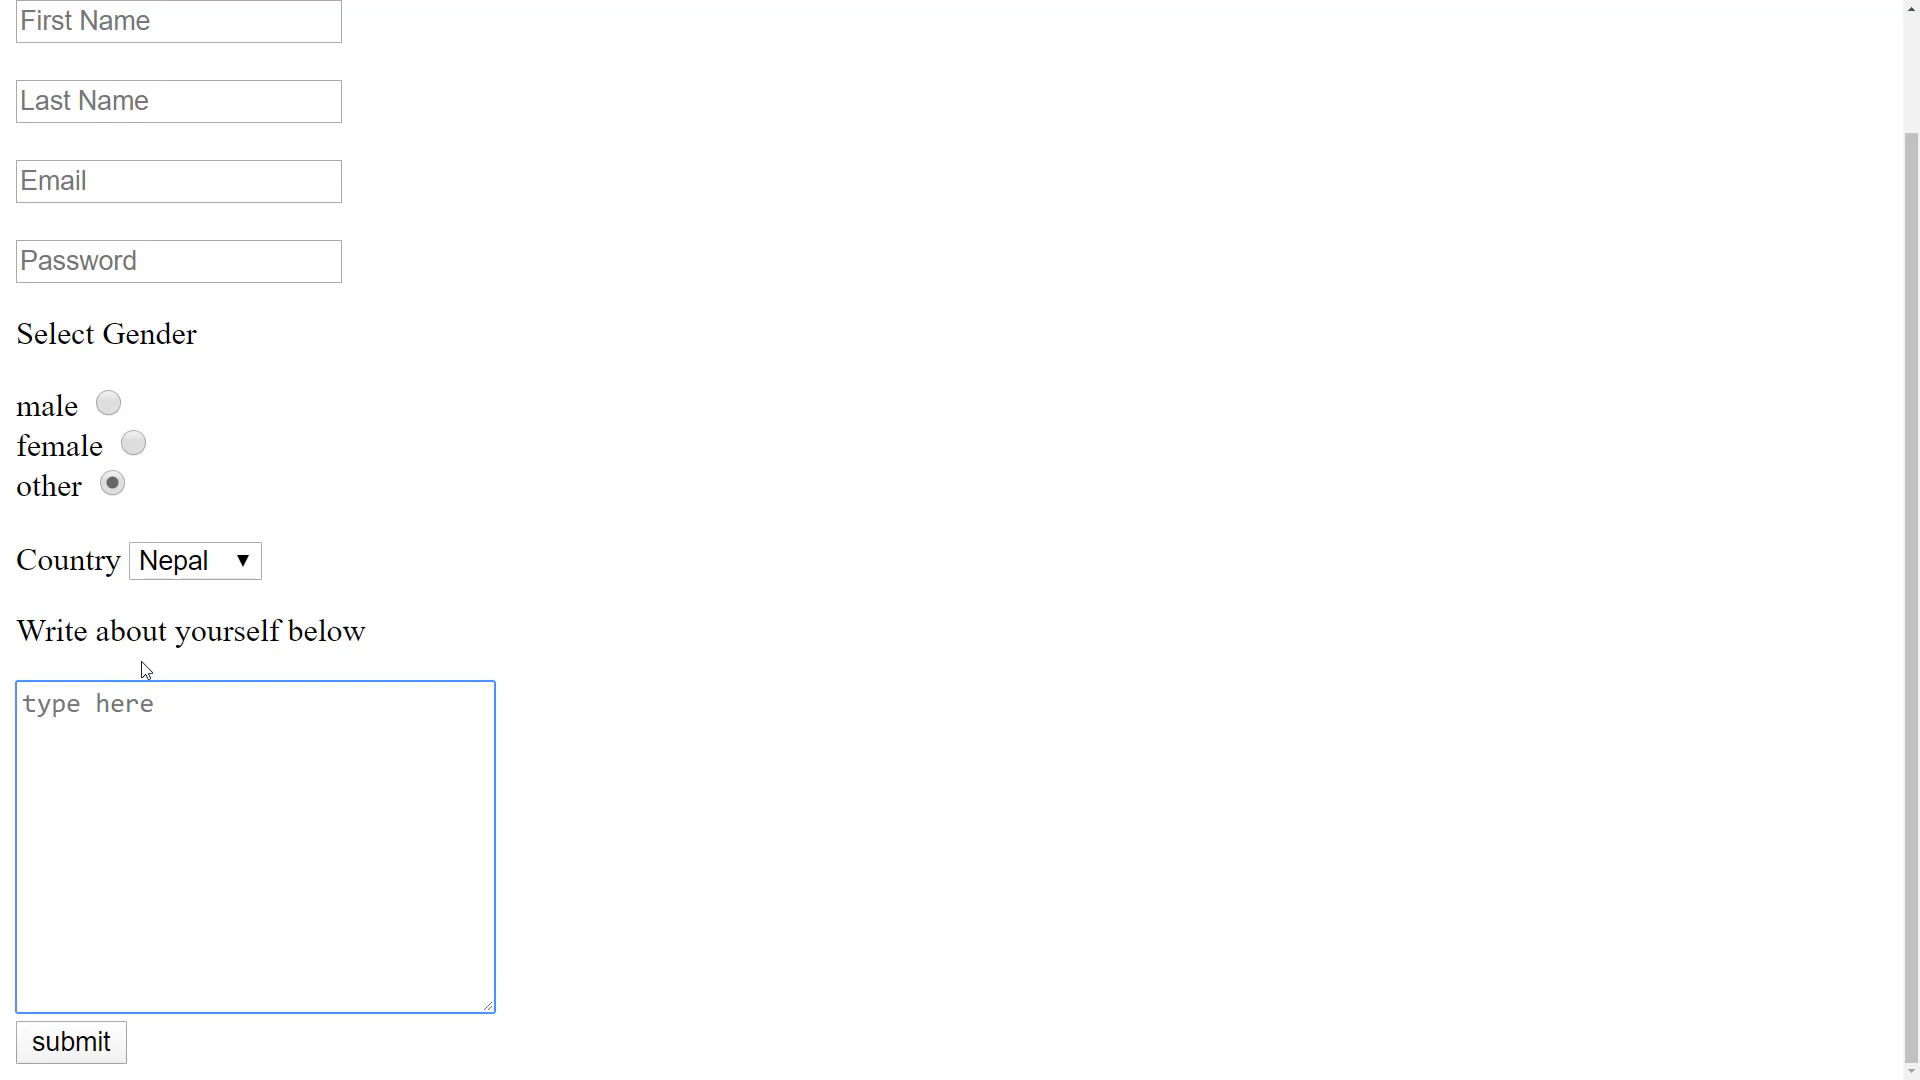 First Name
Last Name
Email
Password
Select Gender
male
female
other
Country Nepal
Write about yourself below
type here
submit